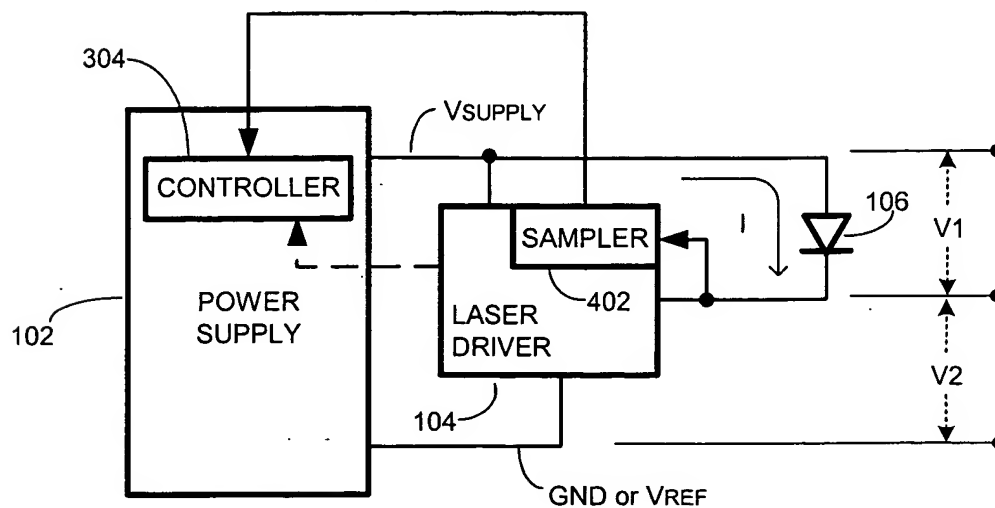 304
VSUPPLY
CONTROLLER
SAMPLER
I
106
V1
402
102
POWER
SUPPLY
LASER
DRIVER
V2
104
GND or VREF